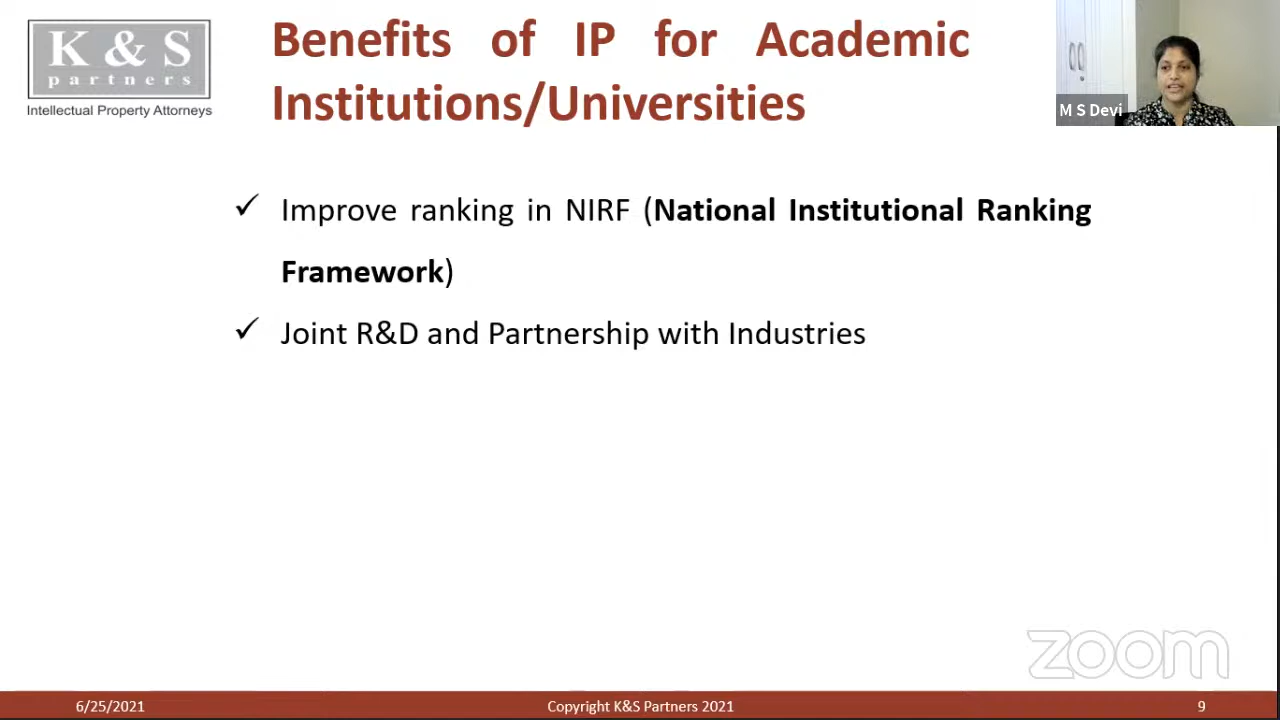 K & S
partners
Intellectual Property Attorneys
Benefits of IP for Academic
Institutions/Universities
M S Devi
✓ Improve ranking in NIRF (National Institutional Ranking
Framework)
✓ Joint R&D and Partnership with Industries
zoom
6/25/2021
Copyright K&S Partners 2021
9